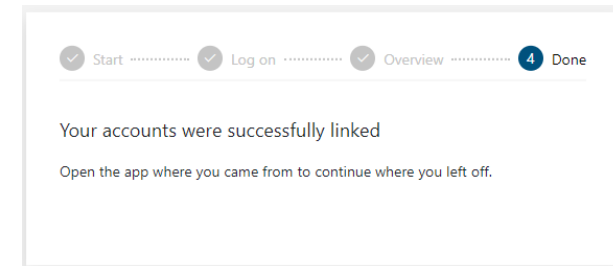 Start Log on Overview 4 Done
Your accounts were successfully linked
Open the app where you came from to continue where you left off.